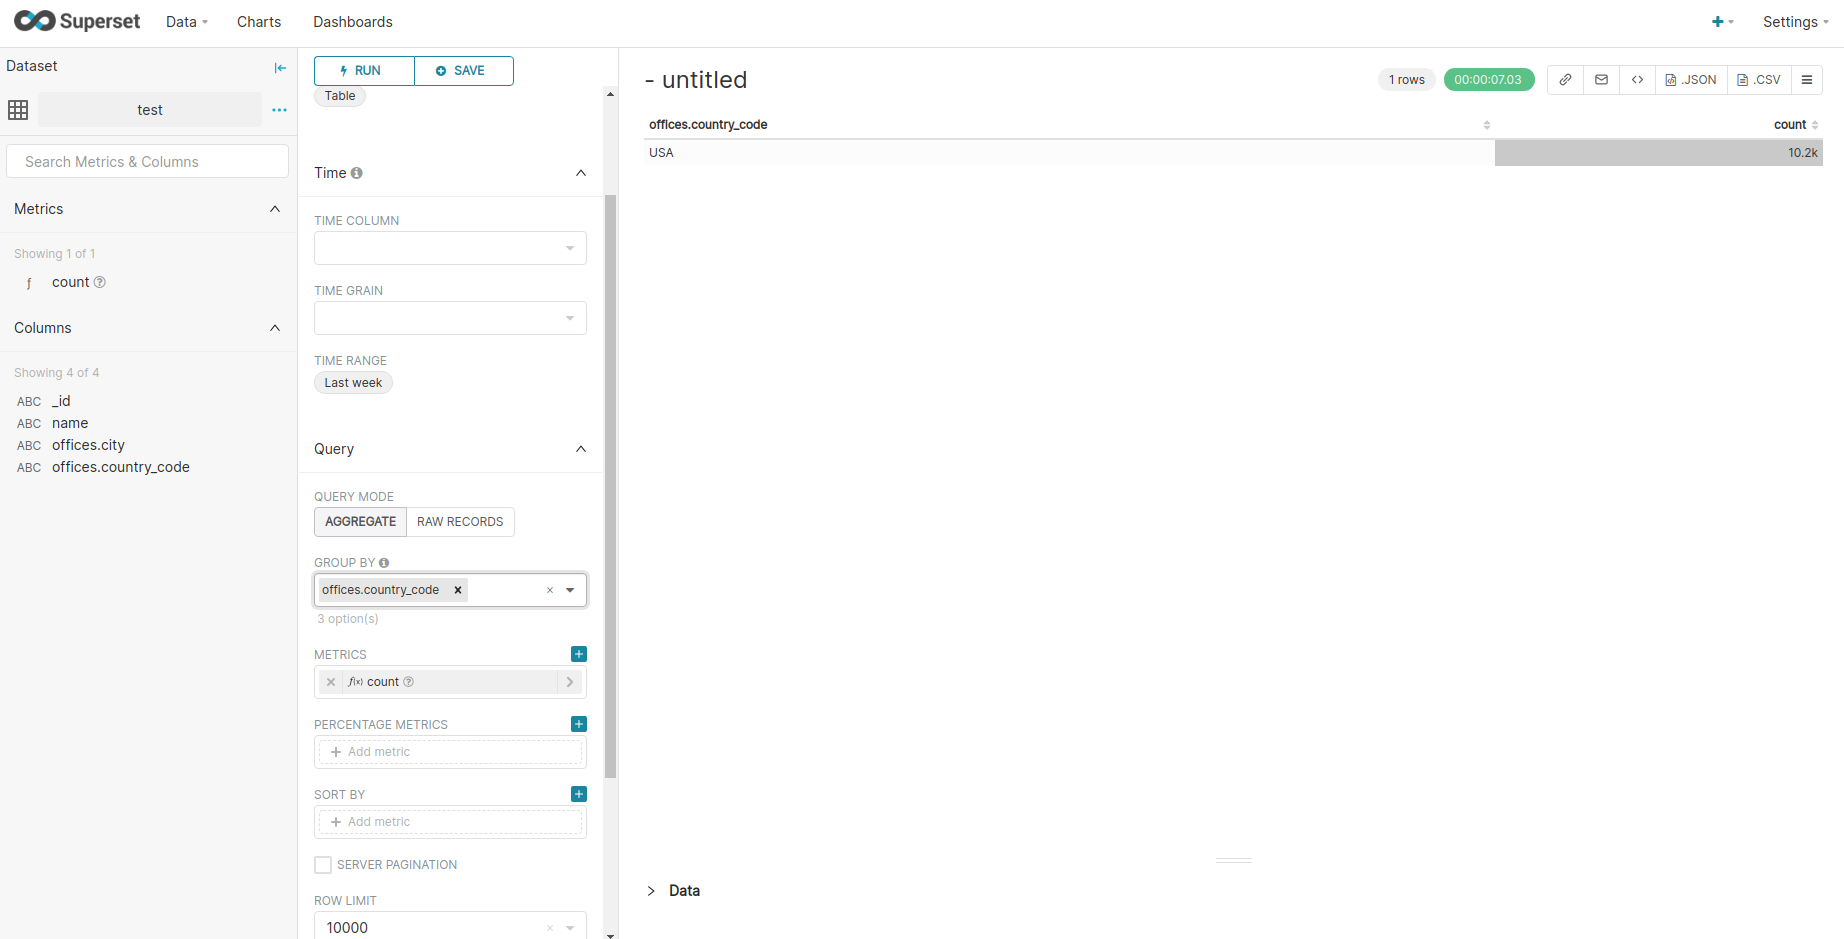 Superset Data Charts Dashboards + Settings
Dataset
test
Search Metrics & Columns
Metrics
Showing 1 of 1
ƒ count ?
Columns
Showing 4 of 4
ABC _id
ABC name
ABC offices.city
ABC offices.country_code
RUN SAVE
Table
Time i
TIME COLUMN
TIME GRAIN
TIME RANGE
Last week
Query
QUERY MODE
AGGREGATE RAW RECORDS
GROUP BY i
offices.country_code x ×
3 option(s)
METRICS +
× ƒ(x) count ?
PERCENTAGE METRICS +
+ Add metric
SORT BY +
+ Add metric
SERVER PAGINATION
ROW LIMIT
10000 ×
- untitled
1 rows 00:00:07.03 .JSON .CSV
offices.country_code count
USA 10.2k
> Data